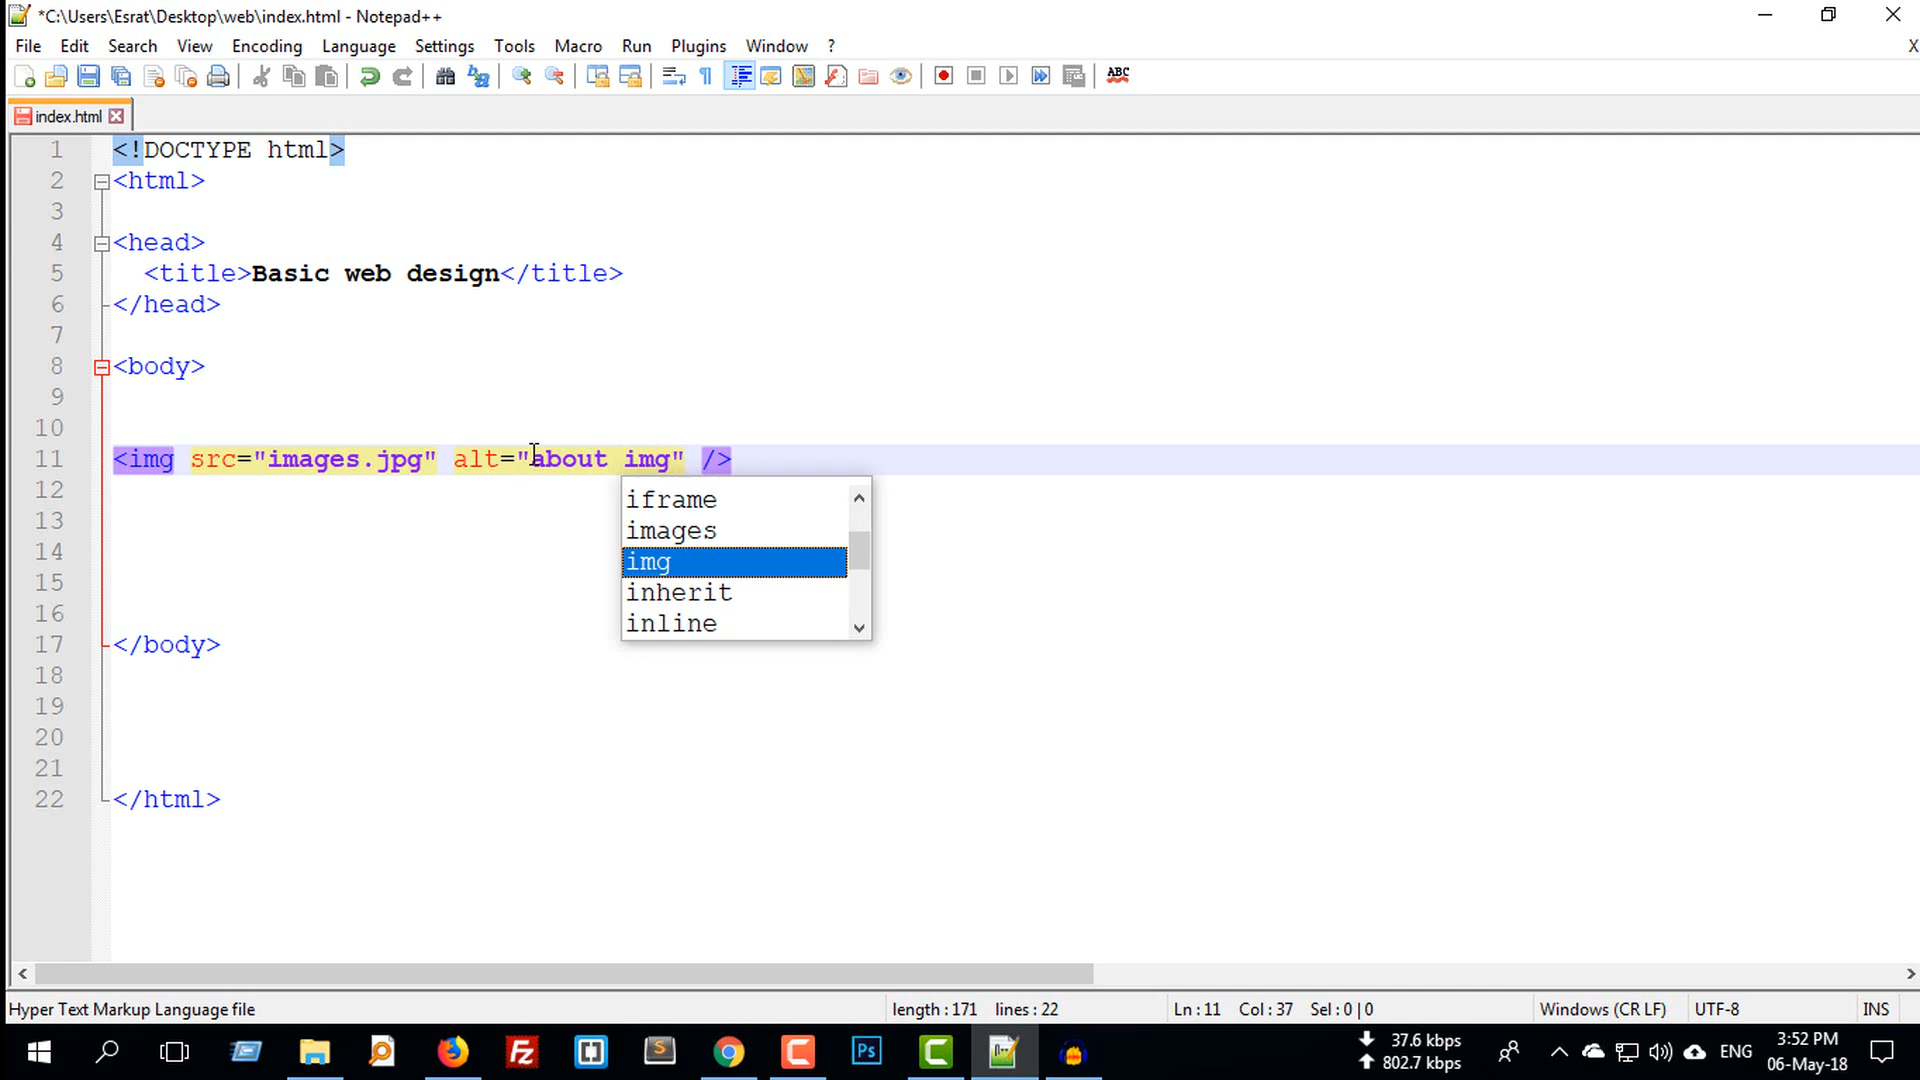 *C:\Users\Esrat\Desktop\web\index.html - Notepad++
File Edit Search View Encoding Language Settings Tools Macro Run Plugins Window ? X
ABC
index.html
1 <!DOCTYPE html>
2 <html>
3
4 <head>
5 <title>Basic web design</title>
6 </head>
7
8 <body>
9
10
11 <img src="images.jpg" alt="about img" />
12
13
14
15
16
17 </body>
18
19
20
21
22 </html>
iframe
images
img
inherit
inline
Hyper Text Markup Language file length : 171 lines : 22 Ln : 11 Col : 37 Sel : 0 | 0 Windows (CR LF) UTF-8 INS
Fz S C Ps C
37.6 kbps
802.7 kbps
ENG
3:52 PM
06-May-18